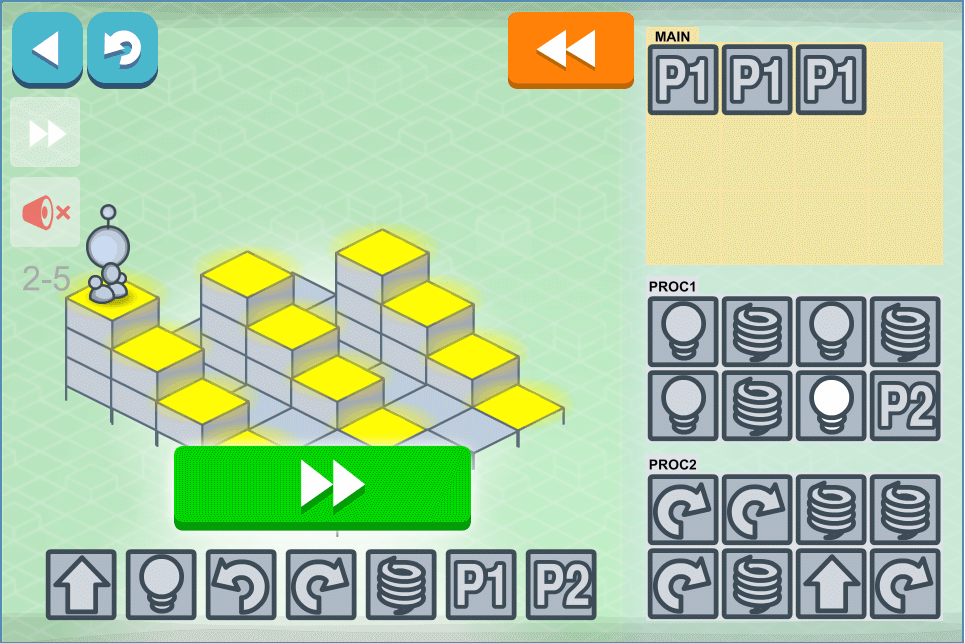 MAIN
P1 P1 P1
2-5
PROC1
P2
PROC2
P1 P2